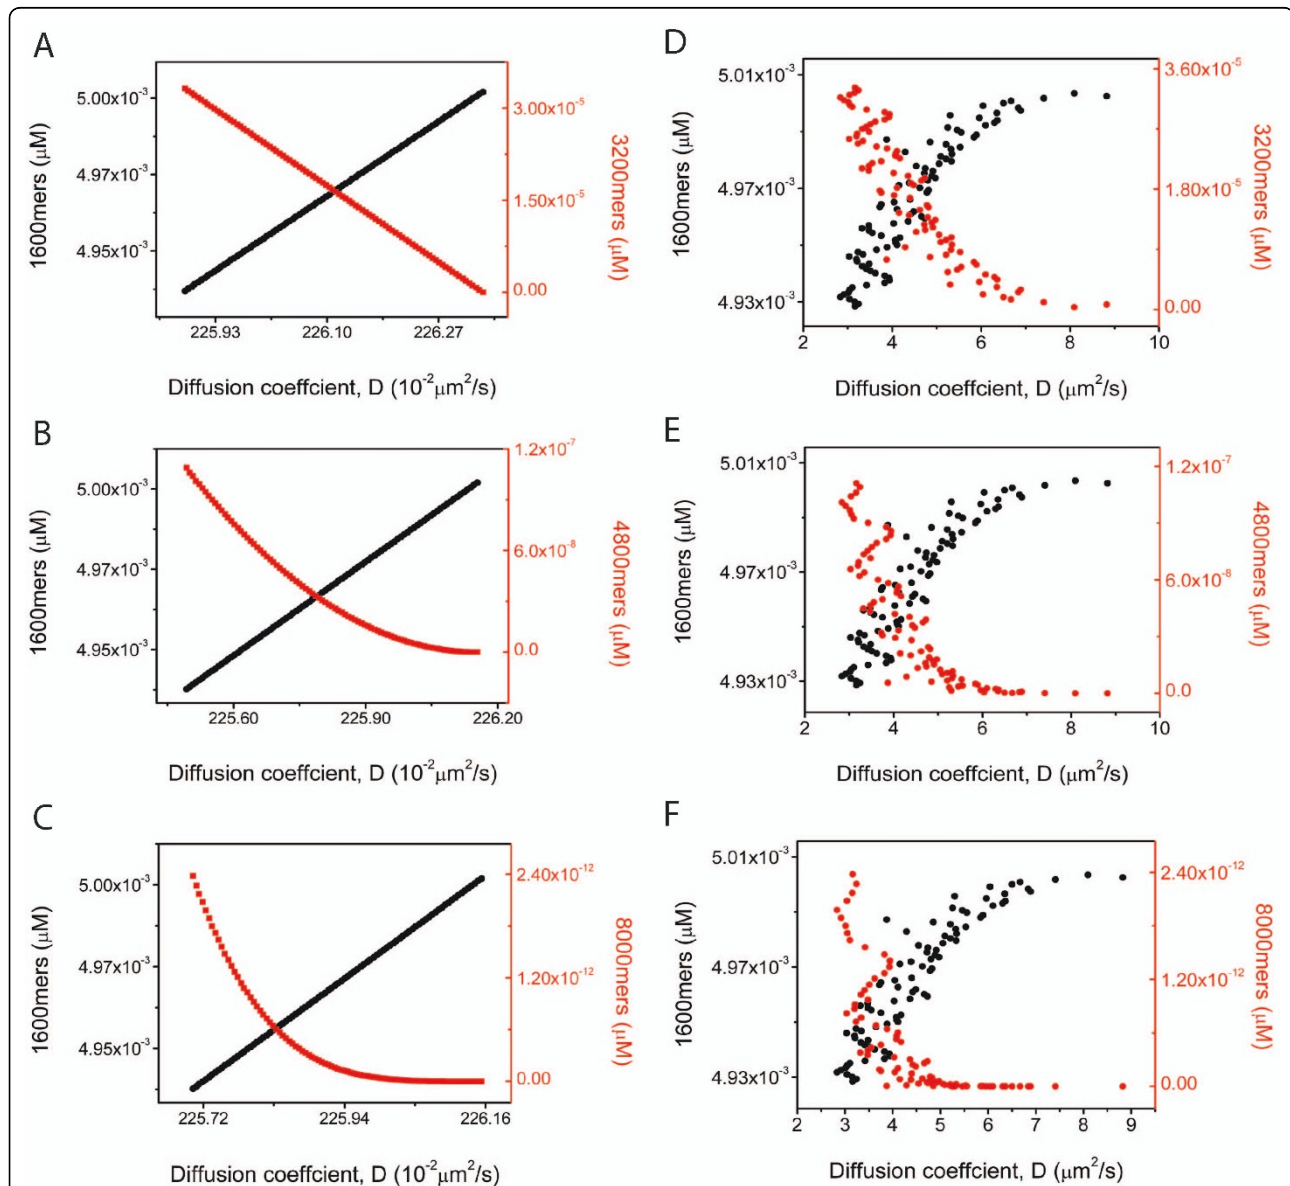 A
5.00x10⁻³
4.97x10⁻³
4.95x10⁻³
1600mers (μM)
3.00x10⁻⁵
1.50x10⁻⁵
0.00
3200mers (μM)
225.93 226.10 226.27
Diffusion coeffcient, D (10⁻²μm²/s)
D
5.01x10⁻³
4.97x10⁻³
4.93x10⁻³
1600mers (μM)
3.60x10⁻⁵
1.80x10⁻⁵
0.00
3200mers (μM)
2 4 6 8 10
Diffusion coeffcient, D (μm²/s)
B
5.00x10⁻³
4.97x10⁻³
4.95x10⁻³
1600mers (μM)
1.2x10⁻⁷
6.0x10⁻⁸
0.0
4800mers (μM)
225.60 225.90 226.20
Diffusion coeffcient, D (10⁻²μm²/s)
E
5.01x10⁻³
4.97x10⁻³
4.93x10⁻³
1600mers (μM)
1.2x10⁻⁷
6.0x10⁻⁸
0.0
4800mers (μM)
2 4 6 8 10
Diffusion coeffcient, D (μm²/s)
C
5.00x10⁻³
4.97x10⁻³
4.95x10⁻³
1600mers (μM)
2.40x10⁻¹²
1.20x10⁻¹²
0.00
8000mers (μM)
225.72 225.94 226.16
Diffusion coeffcient, D (10⁻²μm²/s)
F
5.01x10⁻³
4.97x10⁻³
4.93x10⁻³
1600mers (μM)
2.40x10⁻¹²
1.20x10⁻¹²
0.00
8000mers (μM)
2 3 4 5 6 7 8 9
Diffusion coeffcient, D (μm²/s)